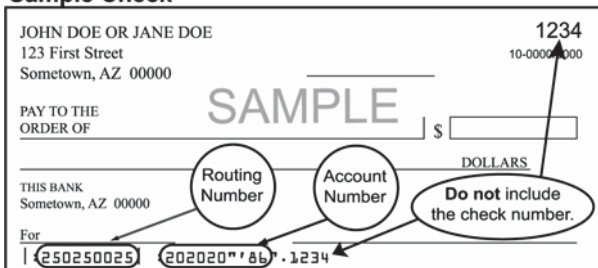 Sample Check
JOHN DOE OR JANE DOE 1234
123 First Street 10-0000/0000
Sometown, AZ 00000
SAMPLE
PAY TO THE
ORDER OF $
DOLLARS
Routing
Number
Account
Number
Do not include
the check number.
THIS BANK
Sometown, AZ 00000
For
250250025 202020"'86".1234